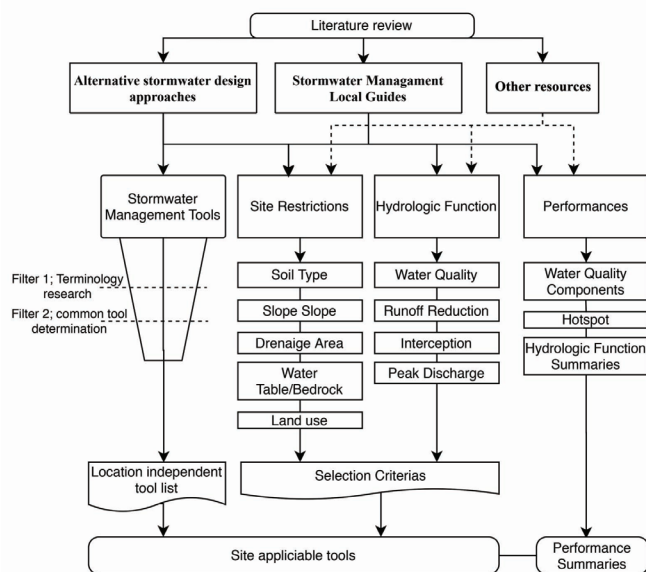 Literature review
Alternative stormwater design
approaches
Stormwater Managament
Local Guides
Other resources
Stormwater
Management Tools
Site Restrictions
Hydrologic Function
Performances
Filter 1; Terminology
research
Filter 2; common tool
determination
Soil Type
Slope Slope
Drenaige Area
Water
Table/Bedrock
Land use
Water Quality
Runoff Reduction
Interception
Peak Discharge
Water Quality
Components
Hotspot
Hydrologic Function
Summaries
Location independent
tool list
Selection Criterias
Site appliciable tools
Performance
Summaries